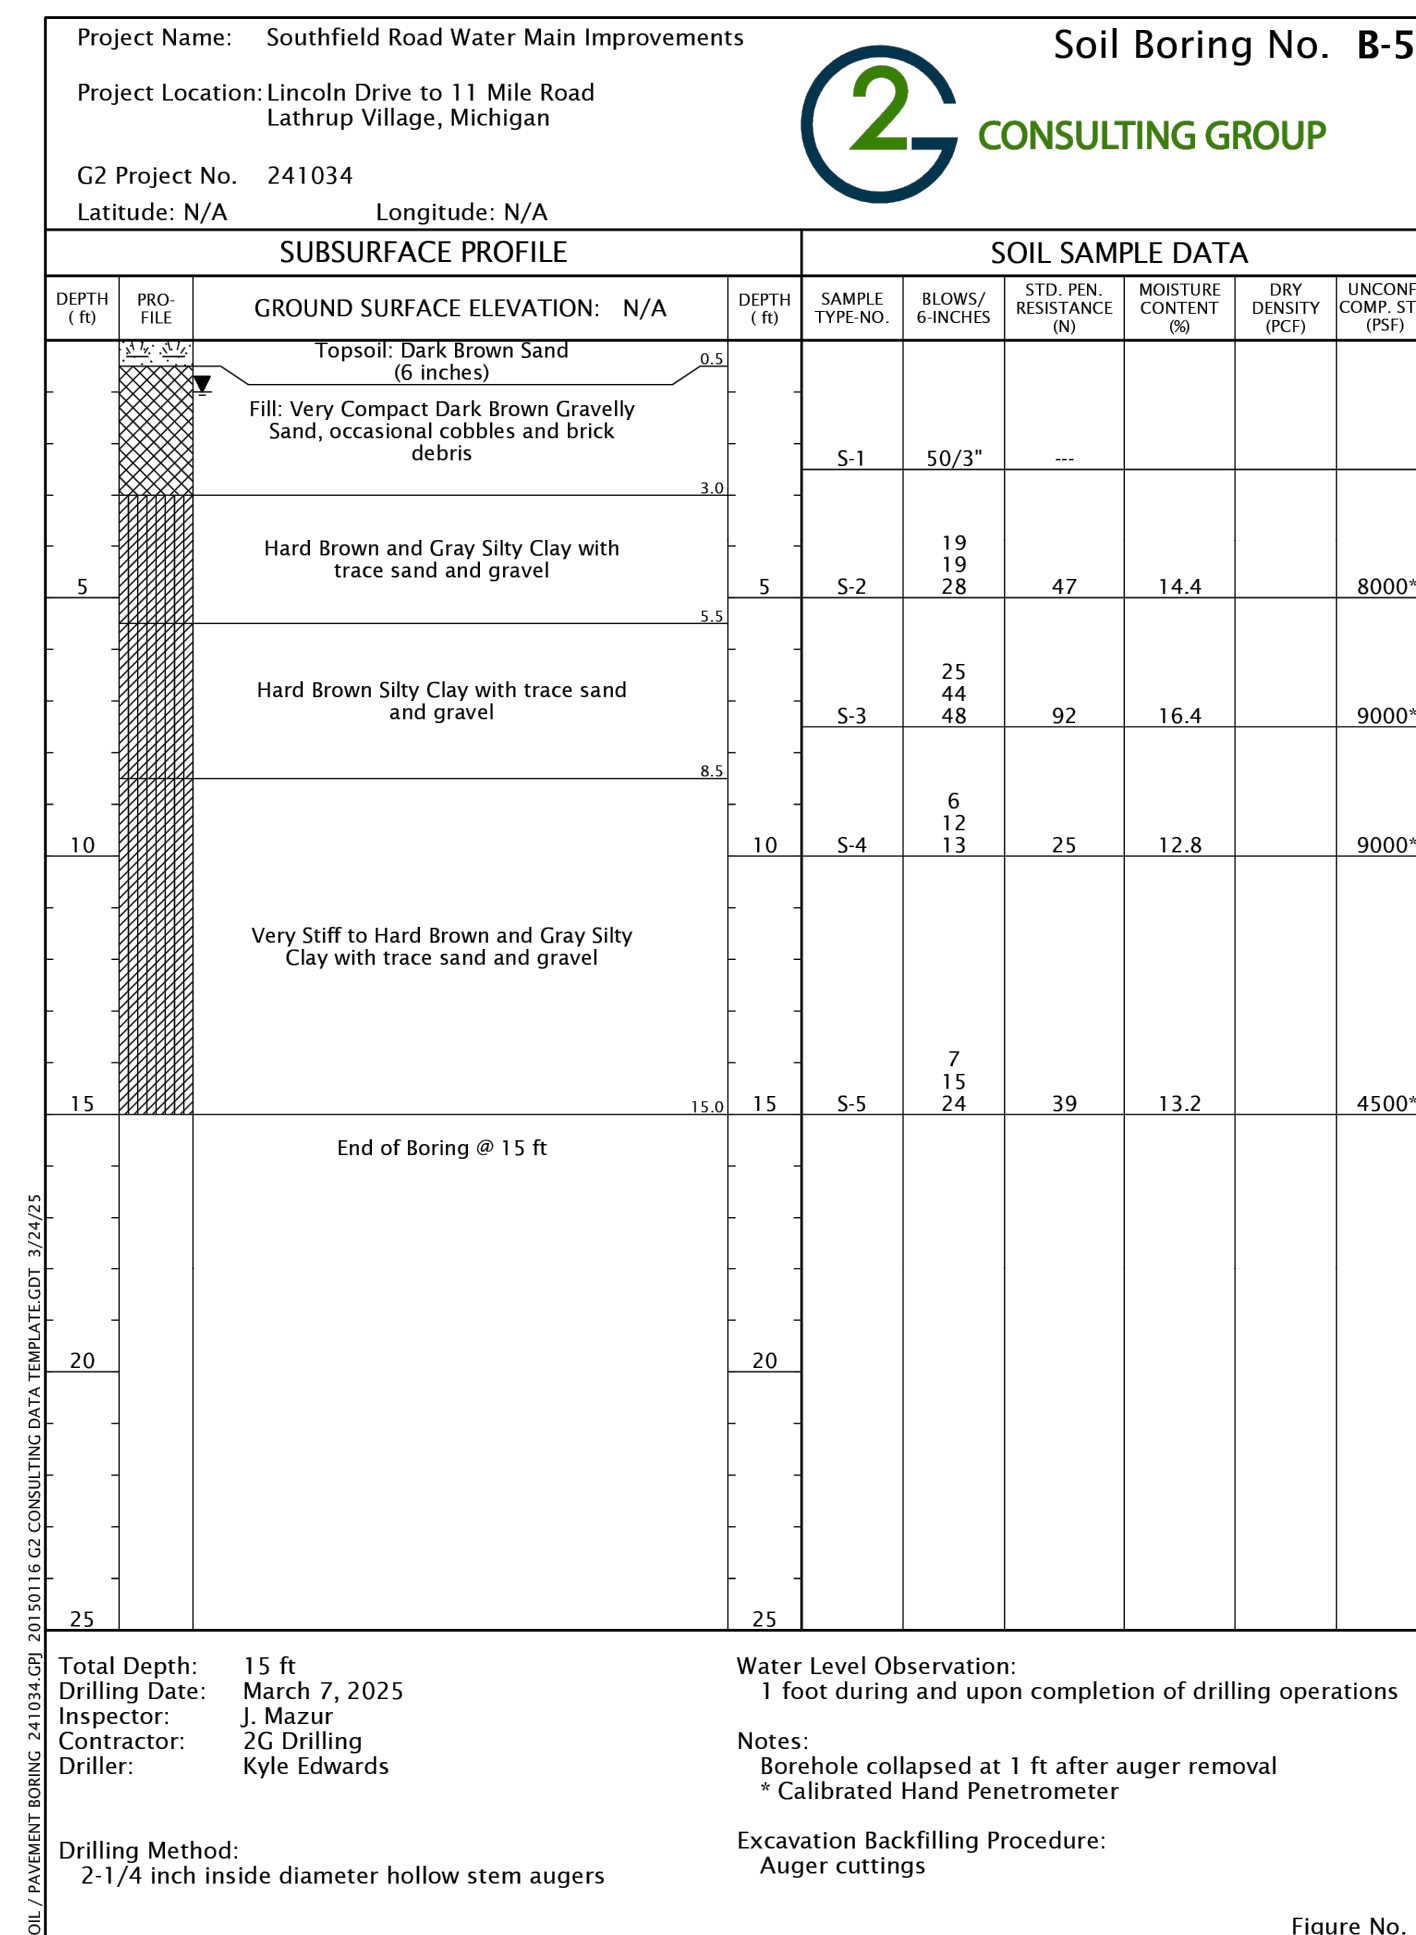 Project Name: Southfield Road Water Main Improvements
Soil Boring No. B-5
Project Location: Lincoln Drive to 11 Mile Road
Lathrup Village, Michigan
G2 CONSULTING GROUP
G2 Project No. 241034
Latitude: N/A Longitude: N/A
SUBSURFACE PROFILE
SOIL SAMPLE DATA
DEPTH
( ft)
PRO-
FILE
GROUND SURFACE ELEVATION: N/A
DEPTH
( ft)
SAMPLE
TYPE-NO.
BLOWS/
6-INCHES
STD. PEN.
RESISTANCE
(N)
MOISTURE
CONTENT
(%)
DRY
DENSITY
(PCF)
UNCONF
COMP. ST
(PSF)
Topsoil: Dark Brown Sand
(6 inches)
0.5
Fill: Very Compact Dark Brown Gravelly
Sand, occasional cobbles and brick
debris
S-1 50/3" ---
3.0
Hard Brown and Gray Silty Clay with
trace sand and gravel
19
19
5 5 S-2 28 47 14.4 8000*
5.5
Hard Brown Silty Clay with trace sand
and gravel
25
44
S-3 48 92 16.4 9000*
8.5
6
12
10 10 S-4 13 25 12.8 9000*
Very Stiff to Hard Brown and Gray Silty
Clay with trace sand and gravel
7
15
15 15.0 15 S-5 24 39 13.2 4500*
End of Boring @ 15 ft
20 20
25 25
Total Depth: 15 ft
Drilling Date: March 7, 2025
Inspector: J. Mazur
Contractor: 2G Drilling
Driller: Kyle Edwards
Drilling Method:
2-1/4 inch inside diameter hollow stem augers
Water Level Observation:
1 foot during and upon completion of drilling operations
Notes:
Borehole collapsed at 1 ft after auger removal
* Calibrated Hand Penetrometer
Excavation Backfilling Procedure:
Auger cuttings
Figure No.
OIL / PAVEMENT BORING 241034.GPJ 20150116 G2 CONSULTING DATA TEMPLATE.GDT 3/24/25